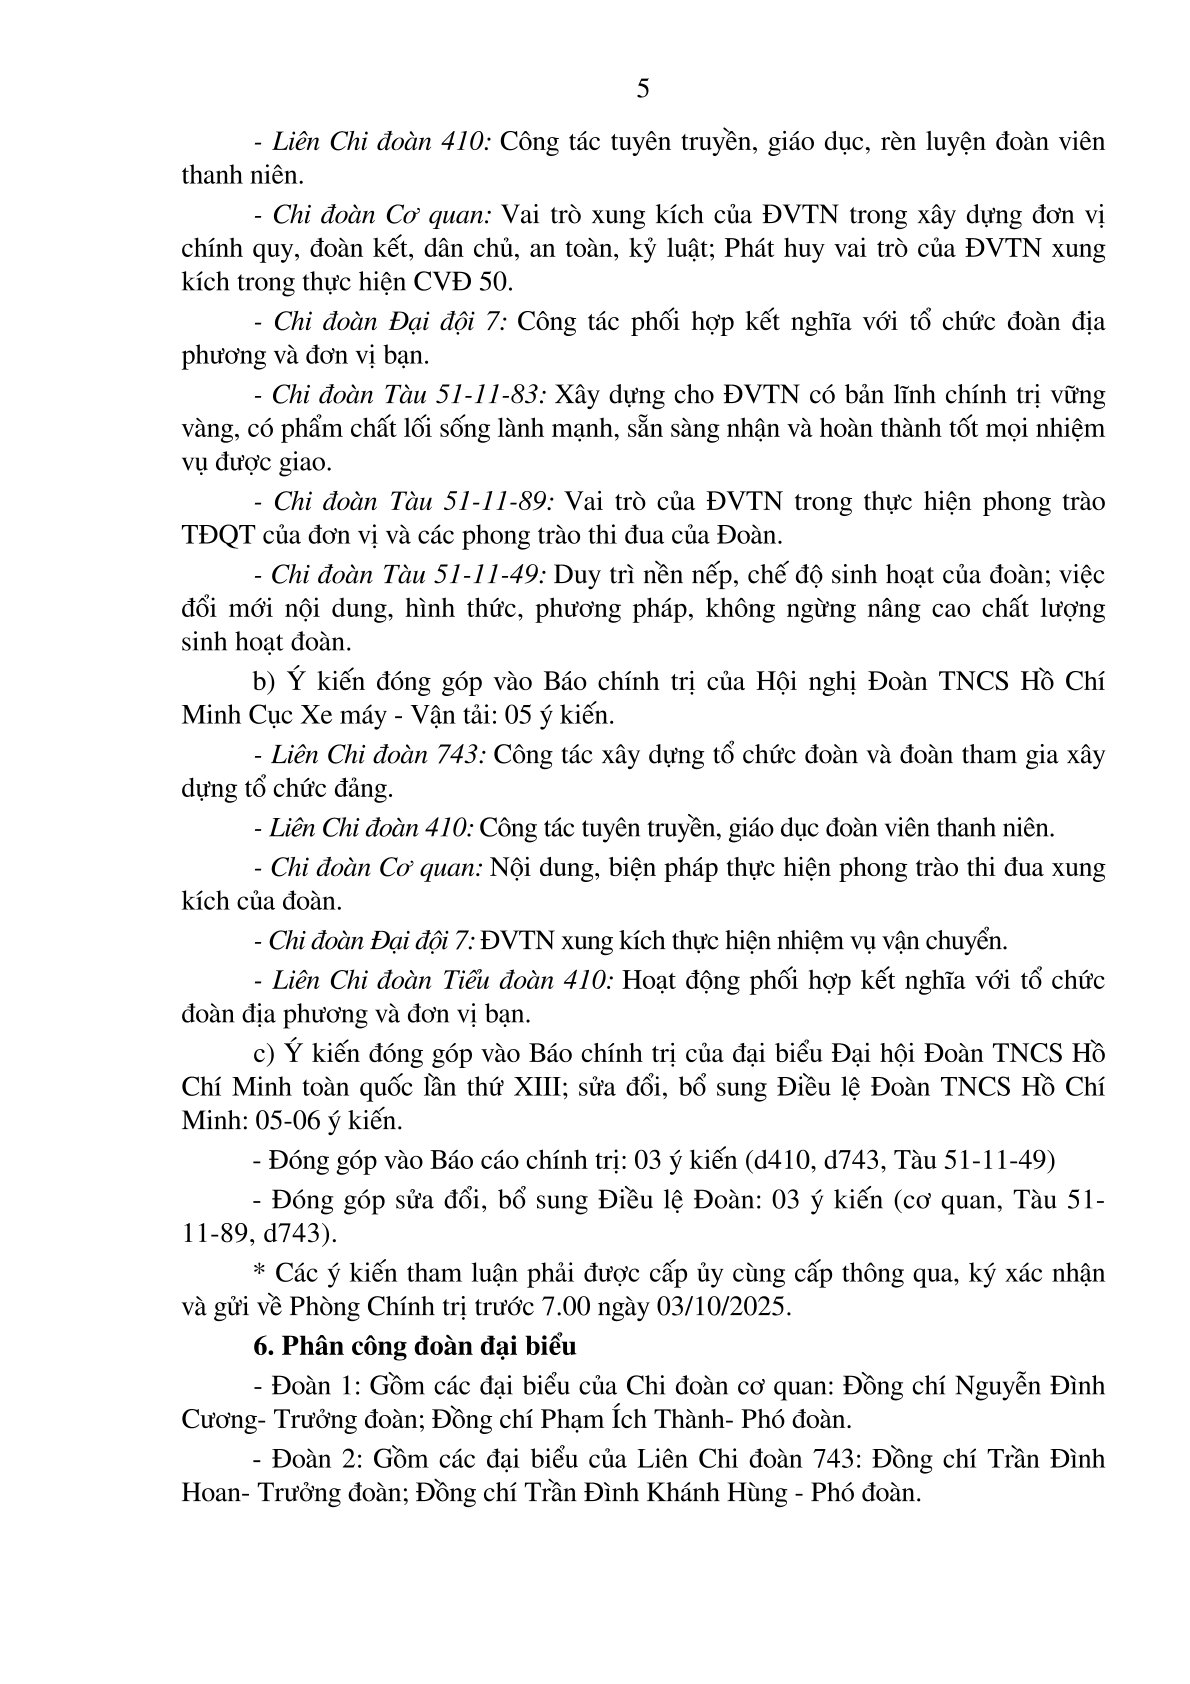 5
- Liên Chi đoàn 410: Công tác tuyên truyền, giáo dục, rèn luyện đoàn viên
thanh niên.
- Chi đoàn Cơ quan: Vai trò xung kích của ĐVTN trong xây dựng đơn vị
chính quy, đoàn kết, dân chủ, an toàn, kỷ luật; Phát huy vai trò của ĐVTN xung
kích trong thực hiện CVĐ 50.
- Chi đoàn Đại đội 7: Công tác phối hợp kết nghĩa với tổ chức đoàn địa
phương và đơn vị bạn.
- Chi đoàn Tàu 51-11-83: Xây dựng cho ĐVTN có bản lĩnh chính trị vững
vàng, có phẩm chất lối sống lành mạnh, sẵn sàng nhận và hoàn thành tốt mọi nhiệm
vụ được giao.
- Chi đoàn Tàu 51-11-89: Vai trò của ĐVTN trong thực hiện phong trào
TĐQT của đơn vị và các phong trào thi đua của Đoàn.
- Chi đoàn Tàu 51-11-49: Duy trì nền nếp, chế độ sinh hoạt của đoàn; việc
đổi mới nội dung, hình thức, phương pháp, không ngừng nâng cao chất lượng
sinh hoạt đoàn.
b) Ý kiến đóng góp vào Báo chính trị của Hội nghị Đoàn TNCS Hồ Chí
Minh Cục Xe máy - Vận tải: 05 ý kiến.
- Liên Chi đoàn 743: Công tác xây dựng tổ chức đoàn và đoàn tham gia xây
dựng tổ chức đảng.
- Liên Chi đoàn 410: Công tác tuyên truyền, giáo dục đoàn viên thanh niên.
- Chi đoàn Cơ quan: Nội dung, biện pháp thực hiện phong trào thi đua xung
kích của đoàn.
- Chi đoàn Đại đội 7: ĐVTN xung kích thực hiện nhiệm vụ vận chuyển.
- Liên Chi đoàn Tiểu đoàn 410: Hoạt động phối hợp kết nghĩa với tổ chức
đoàn địa phương và đơn vị bạn.
c) Ý kiến đóng góp vào Báo chính trị của đại biểu Đại hội Đoàn TNCS Hồ
Chí Minh toàn quốc lần thứ XIII; sửa đổi, bổ sung Điều lệ Đoàn TNCS Hồ Chí
Minh: 05-06 ý kiến.
- Đóng góp vào Báo cáo chính trị: 03 ý kiến (d410, d743, Tàu 51-11-49)
- Đóng góp sửa đổi, bổ sung Điều lệ Đoàn: 03 ý kiến (cơ quan, Tàu 51-
11-89, d743).
* Các ý kiến tham luận phải được cấp ủy cùng cấp thông qua, ký xác nhận
và gửi về Phòng Chính trị trước 7.00 ngày 03/10/2025.
6. Phân công đoàn đại biểu
- Đoàn 1: Gồm các đại biểu của Chi đoàn cơ quan: Đồng chí Nguyễn Đình
Cương- Trưởng đoàn; Đồng chí Phạm Ích Thành- Phó đoàn.
- Đoàn 2: Gồm các đại biểu của Liên Chi đoàn 743: Đồng chí Trần Đình
Hoan- Trưởng đoàn; Đồng chí Trần Đình Khánh Hùng - Phó đoàn.